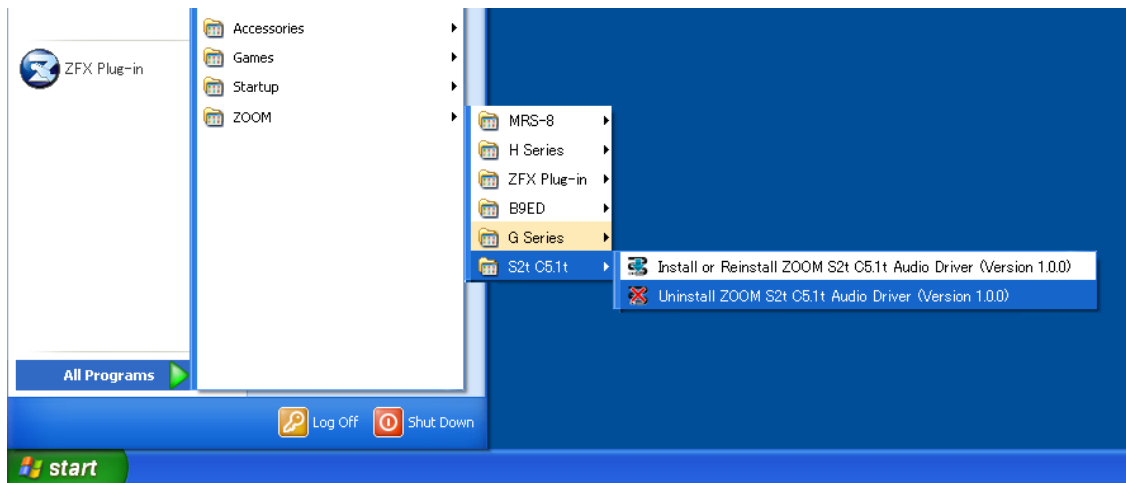 ZFX Plug-in
All Programs
Accessories
Games
Startup
ZOOM
MRS-8
H Series
ZFX Plug-in
B9ED
G Series
S2t C5.1t
Install or Reinstall ZOOM S2t C5.1t Audio Driver (Version 1.0.0)
Uninstall ZOOM S2t C5.1t Audio Driver (Version 1.0.0)
Log Off
Shut Down
start